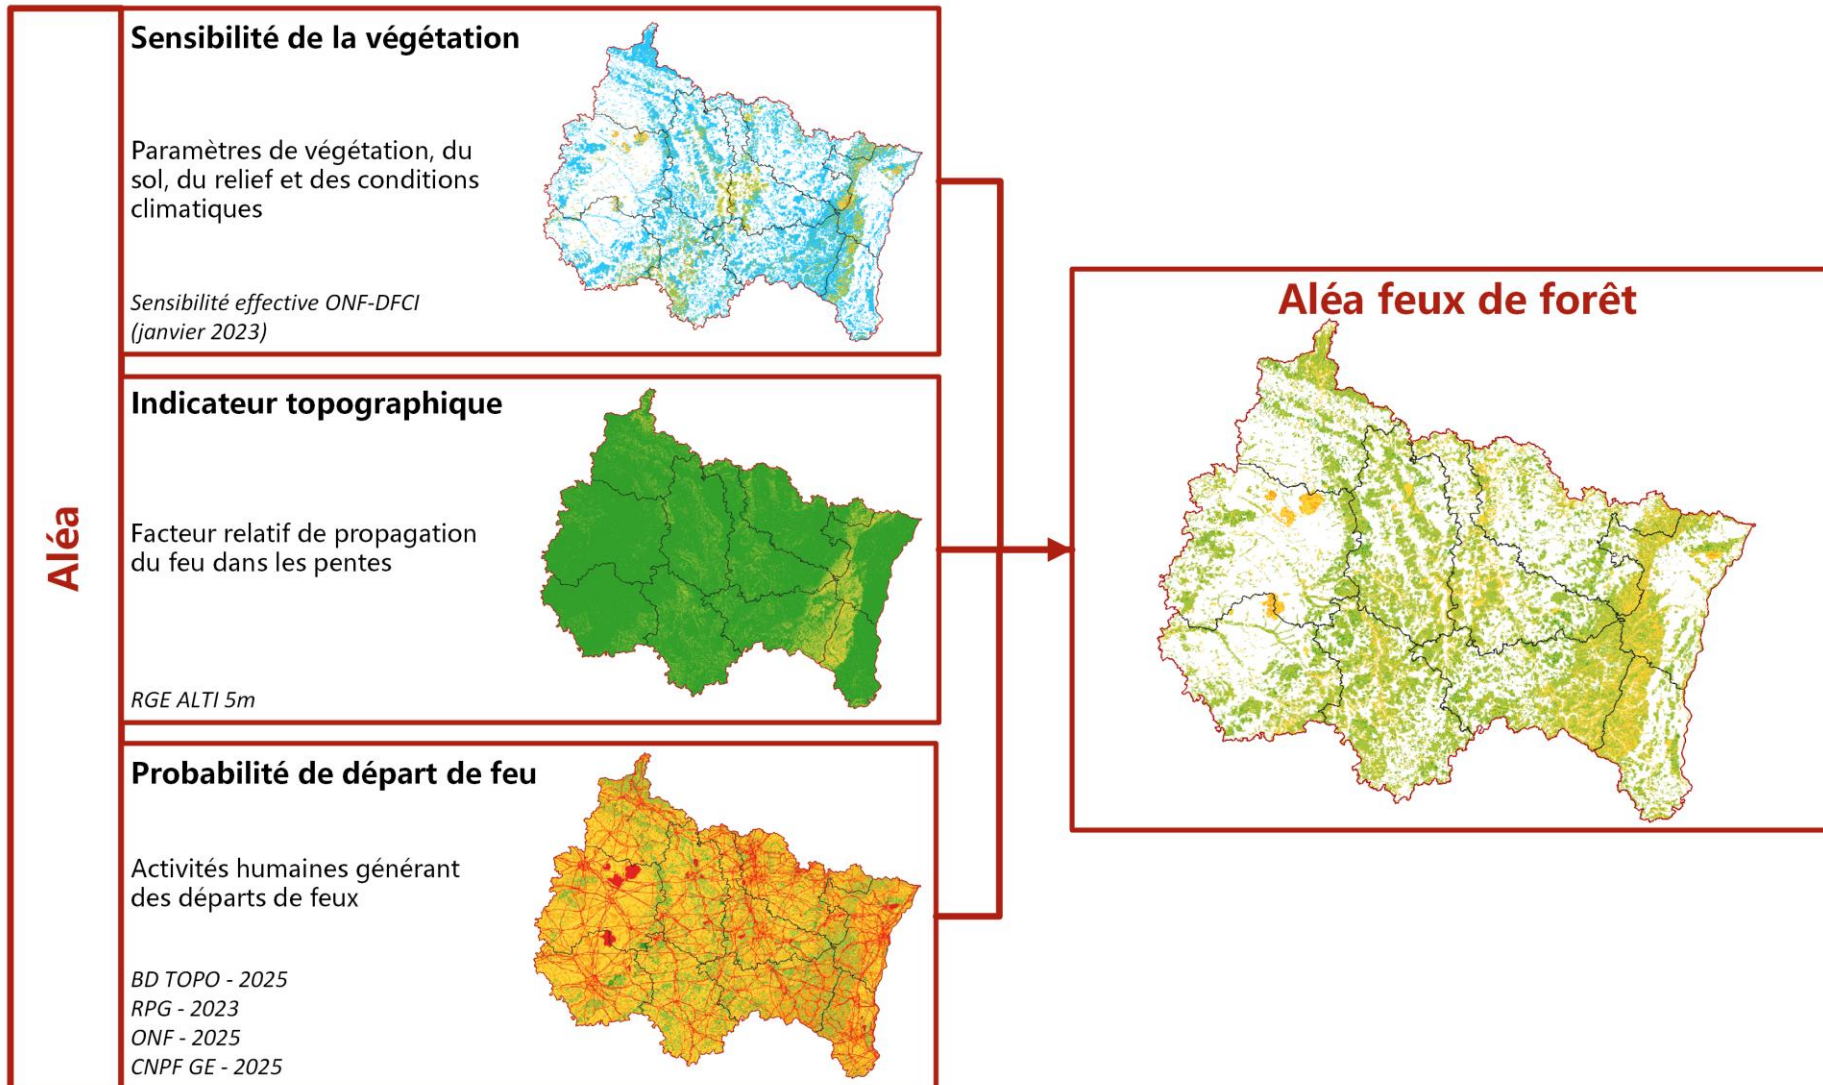 Aléa
Sensibilité de la végétation
Paramètres de végétation, du
sol, du relief et des conditions
climatiques
Sensibilité effective ONF-DFCI
(janvier 2023)
Indicateur topographique
Facteur relatif de propagation
du feu dans les pentes
RGE ALTI 5m
Probabilité de départ de feu
Activités humaines générant
des départs de feux
BD TOPO - 2025
RPG - 2023
ONF - 2025
CNPF GE - 2025
Aléa feux de forêt